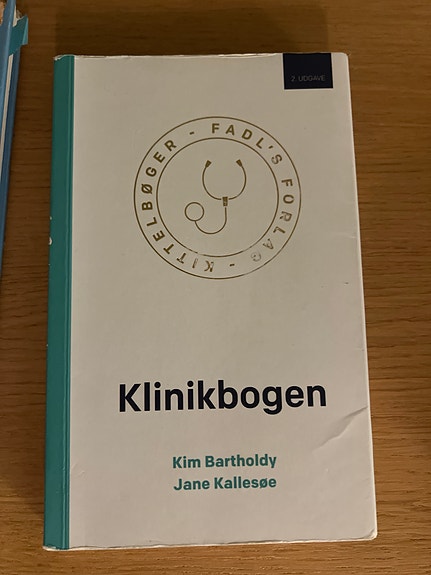 2. UDGAVE
FADL'S FORLAG - KITTELBØGER -
Klinikbogen
Kim Bartholdy
Jane Kallesøe